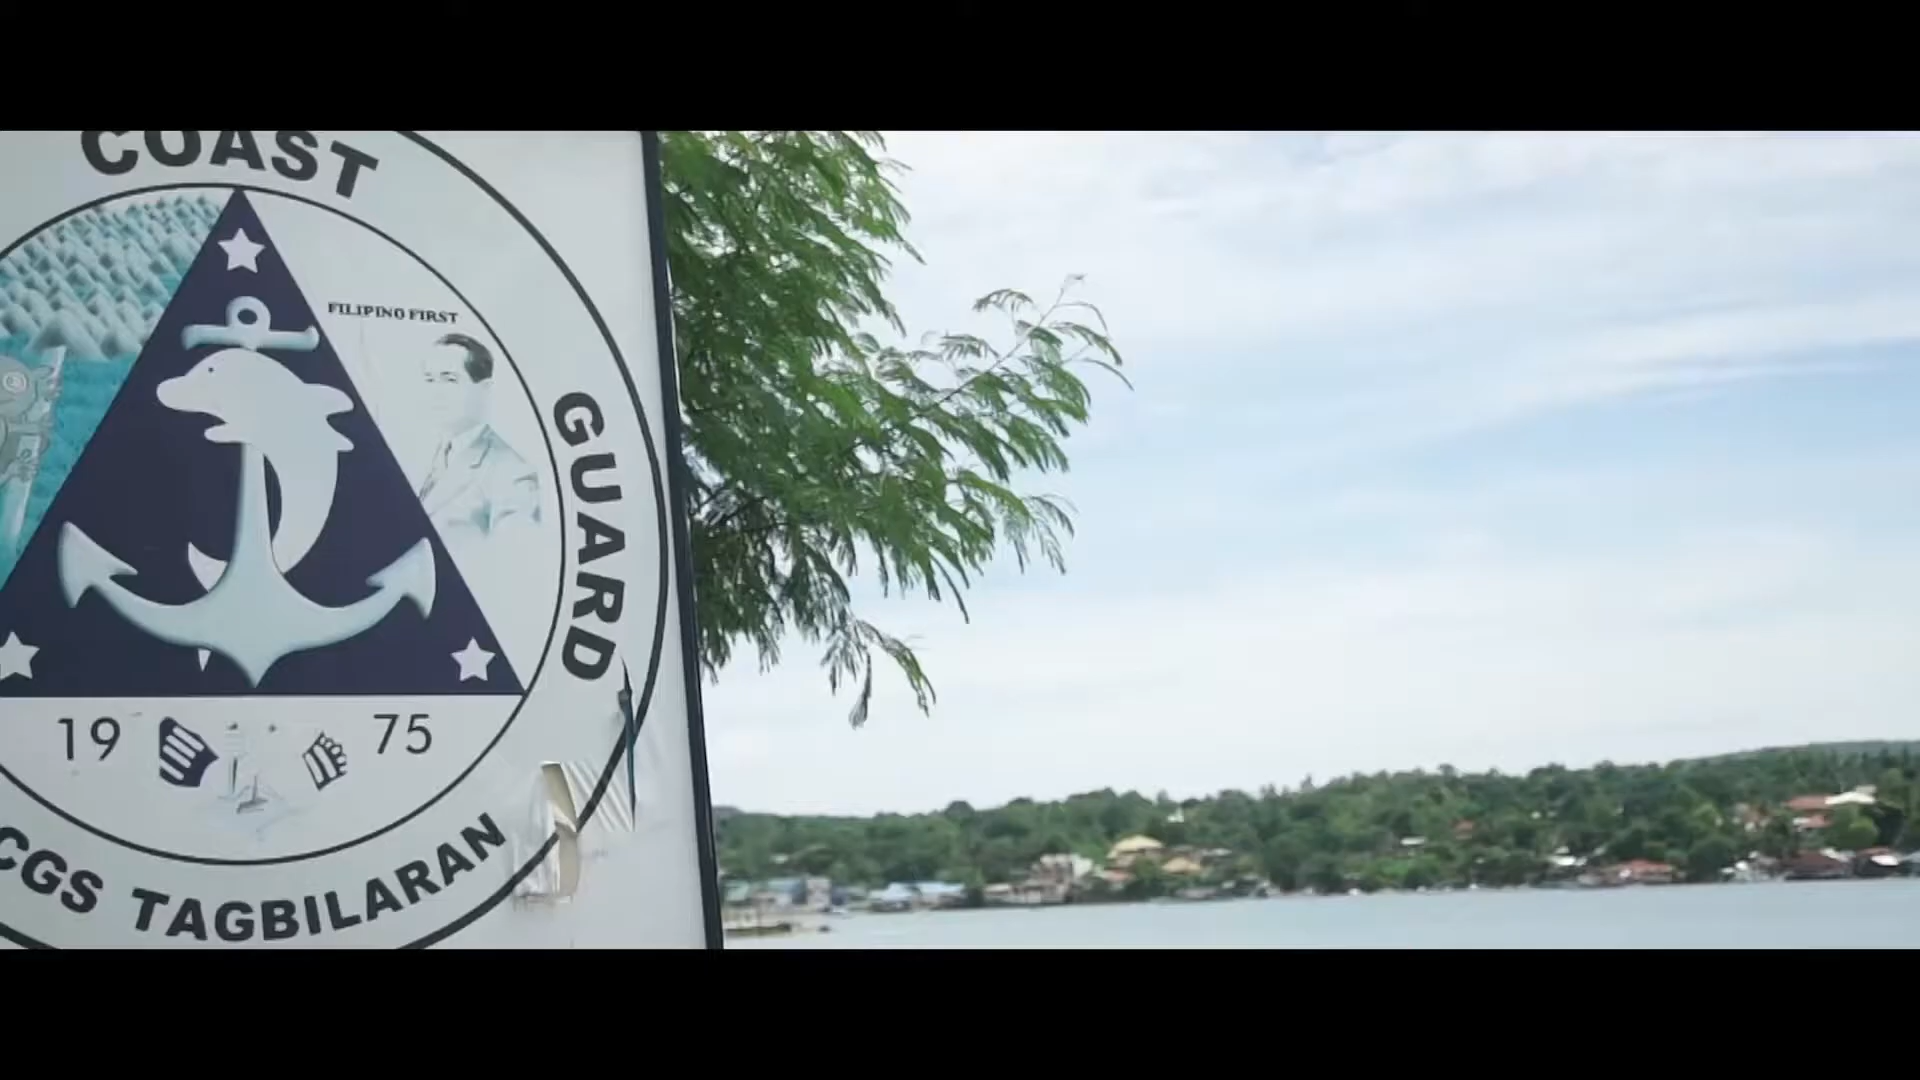 COAST
GUARD
FILIPINO FIRST
19 75
CGS TAGBILARAN